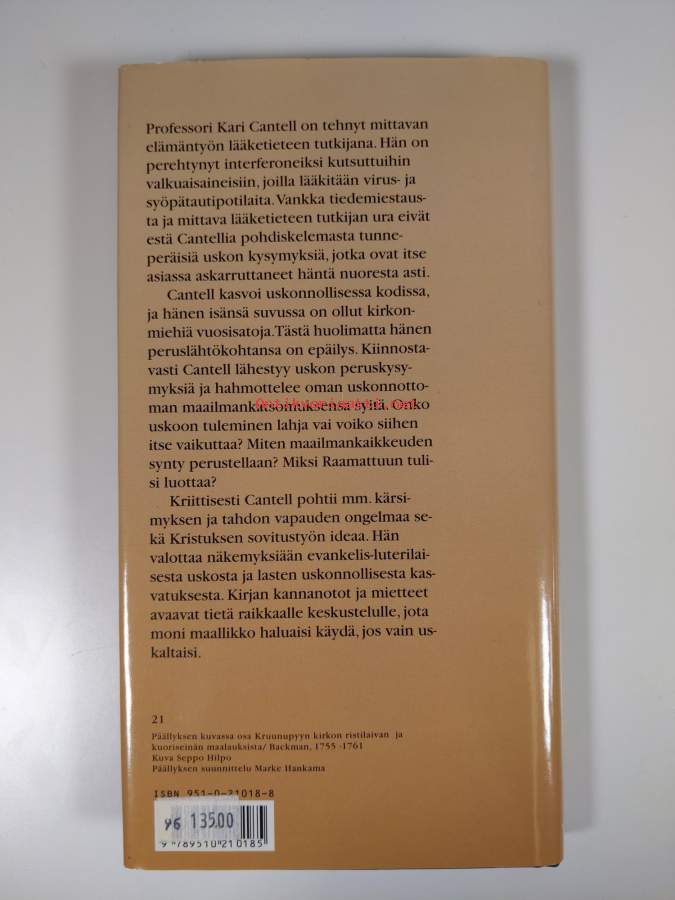 Professori Kari Cantell on tehnyt mittavan
elämäntyön lääketieteen tutkijana. Hän on
perehtynyt interferoneiksi kutsuttuihin
valkuaisaineisiin, joilla lääkitään virus- ja
syöpätautipotilaita. Vankka tiedemiestaus-
ta ja mittava lääketieteen tutkijan ura eivät
estä Cantellia pohdiskelemasta tunne-
peräisiä uskon kysymyksiä, jotka ovat itse
asiassa askarruttaneet häntä nuoresta asti.
Cantell kasvoi uskonnollisessa kodissa,
ja hänen isänsä suvussa on ollut kirkon-
miehiä vuosisatoja. Tästä huolimatta hänen
peruslähtökohtansa on epäily. Kiinnosta-
vasti Cantell lähestyy uskon peruskysy-
myksiä ja hahmottelee oman uskonnotto-
man maailmankatsomuksensa syitä. Onko
uskoon tuleminen lahja vai voiko siihen
itse vaikuttaa? Miten maailmankaikkeuden
synty perustellaan? Miksi Raamattuun tuli-
si luottaa?
Kriittisesti Cantell pohtii mm. kärsi-
myksen ja tahdon vapauden ongelmaa se-
kä Kristuksen sovitustyön ideaa. Hän
valottaa näkemyksiään evankelis-luterilai-
sesta uskosta ja lasten uskonnollisesta kas-
vatuksesta. Kirjan kannanotot ja mietteet
avaavat tietä raikkaalle keskustelulle, jota
moni maallikko haluaisi käydä, jos vain us-
kaltaisi.
21
Päällyksen kuvassa osa Kruunupyyn kirkon ristilaivan ja
kuoriseinän maalauksista/ Backman, 1755 -1761
Kuva Seppo Hilpo
Päällyksen suunnittelu Marke Hankama
ISBN 951-0-21018-8
96 135.00
9 789510 210185